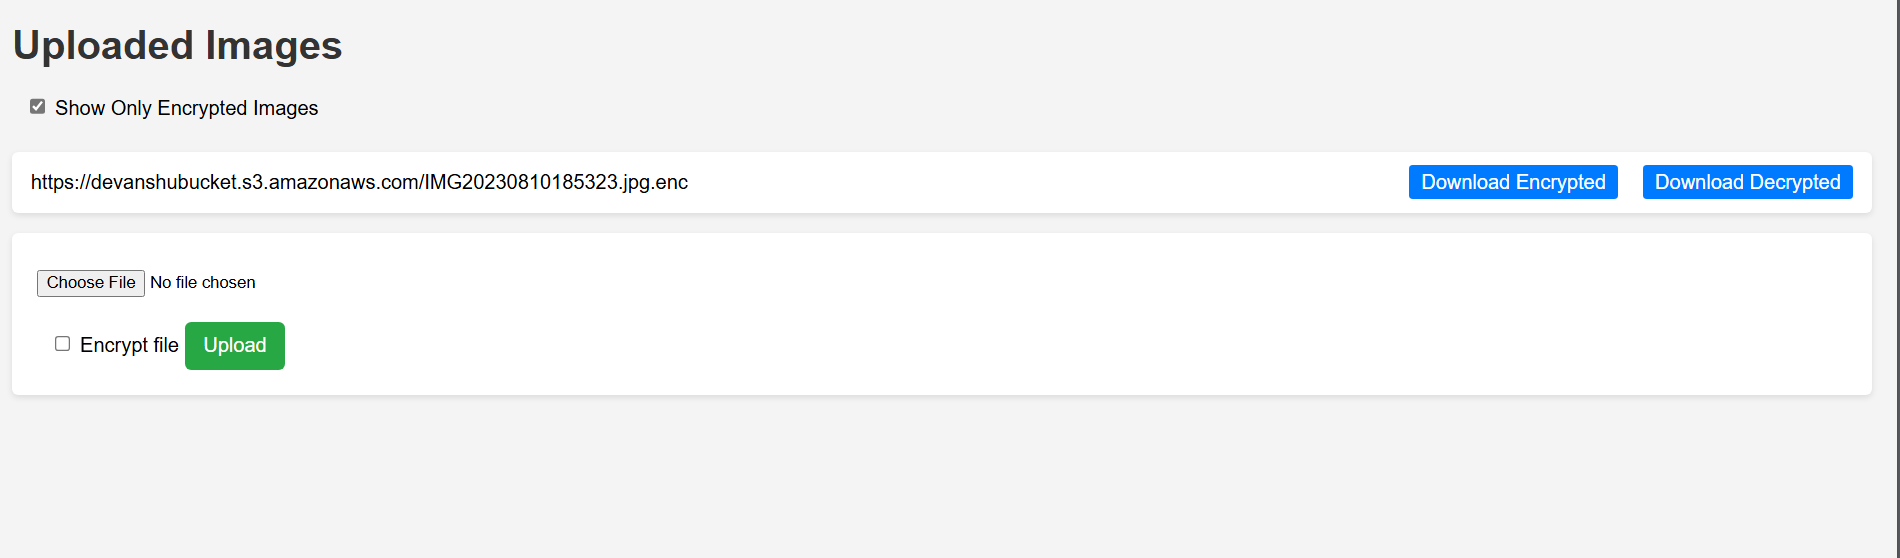 Uploaded Images
Show Only Encrypted Images
https://devanshubucket.s3.amazonaws.com/IMG20230810185323.jpg.enc Download Encrypted Download Decrypted
Choose File No file chosen
Encrypt file Upload